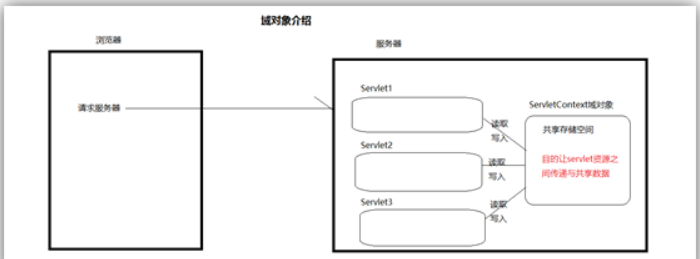 域对象介绍
浏览器
服务器
请求服务器
Servlet1
Servlet2
Servlet3
读取
写入
读取
写入
读取
写入
ServletContext域对象
共享存储空间
目的让servlet资源之
间传递与共享数据